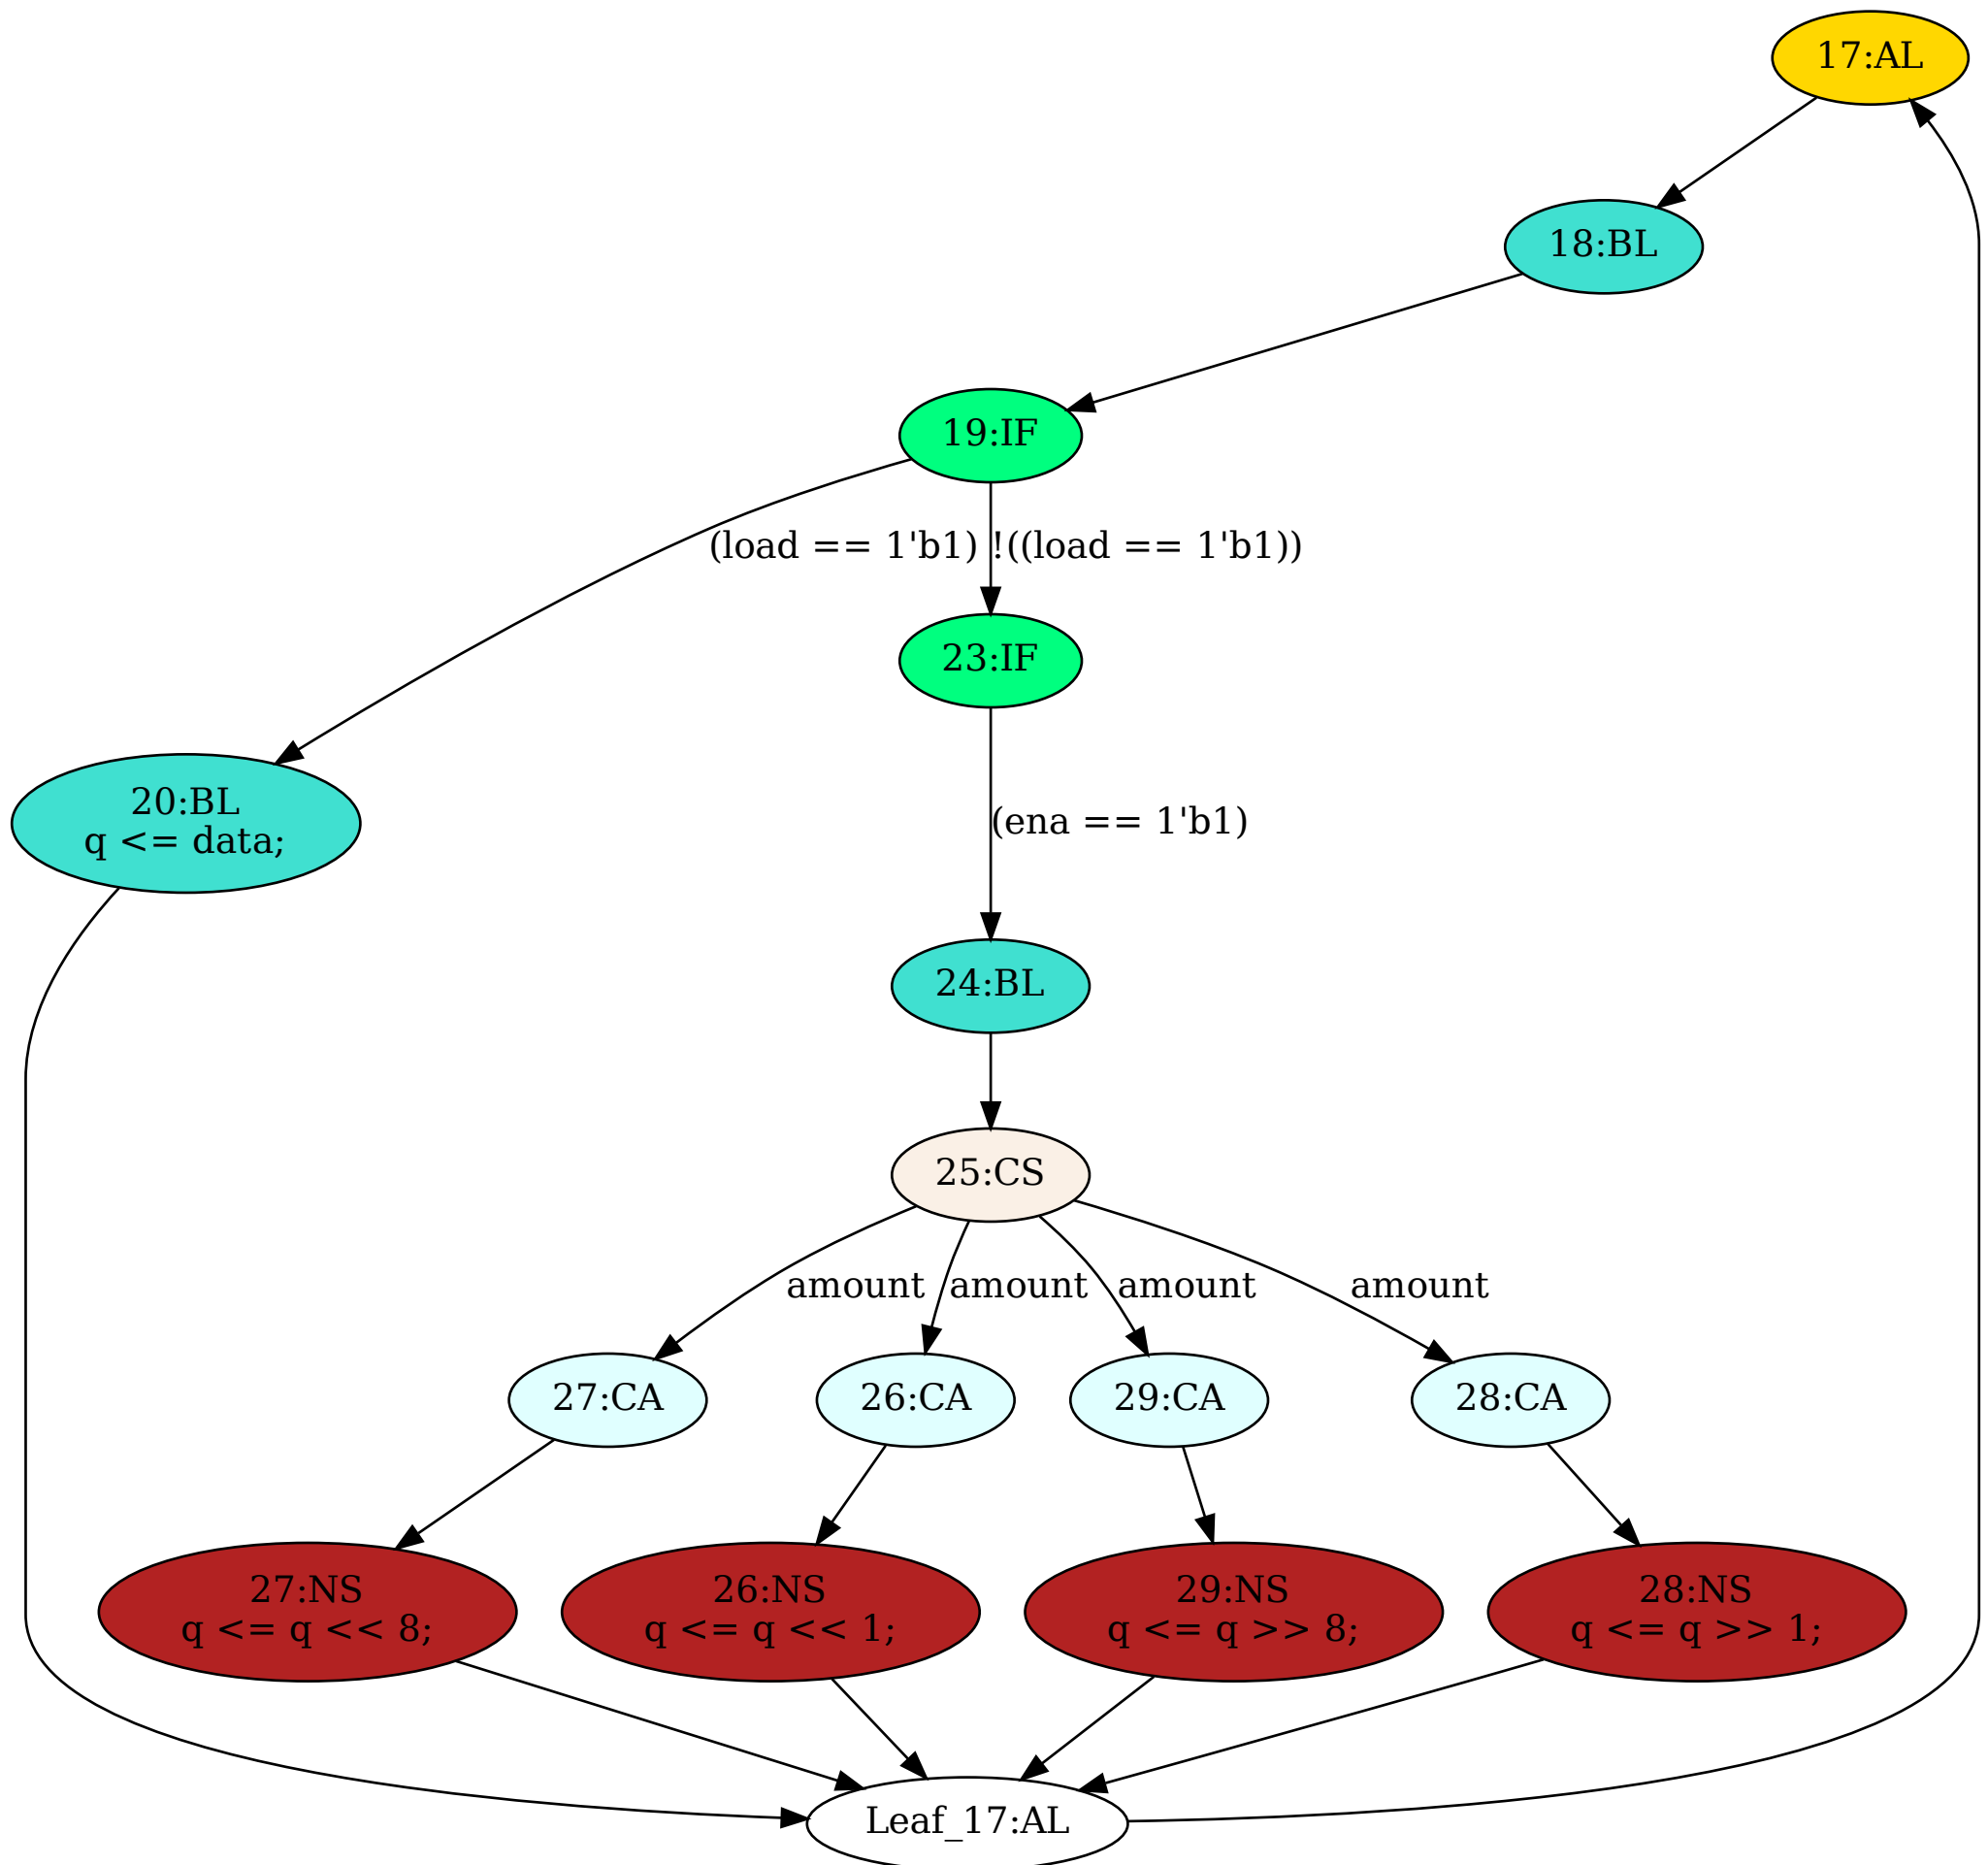 17:AL
18:BL
19:IF
(load == 1'b1)
!((load == 1'b1))
23:IF
20:BL
q <= data;
(ena == 1'b1)
24:BL
25:CS
amount
amount
amount
amount
27:CA
26:CA
29:CA
28:CA
27:NS
q <= q << 8;
26:NS
q <= q << 1;
29:NS
q <= q >> 8;
28:NS
q <= q >> 1;
Leaf_17:AL